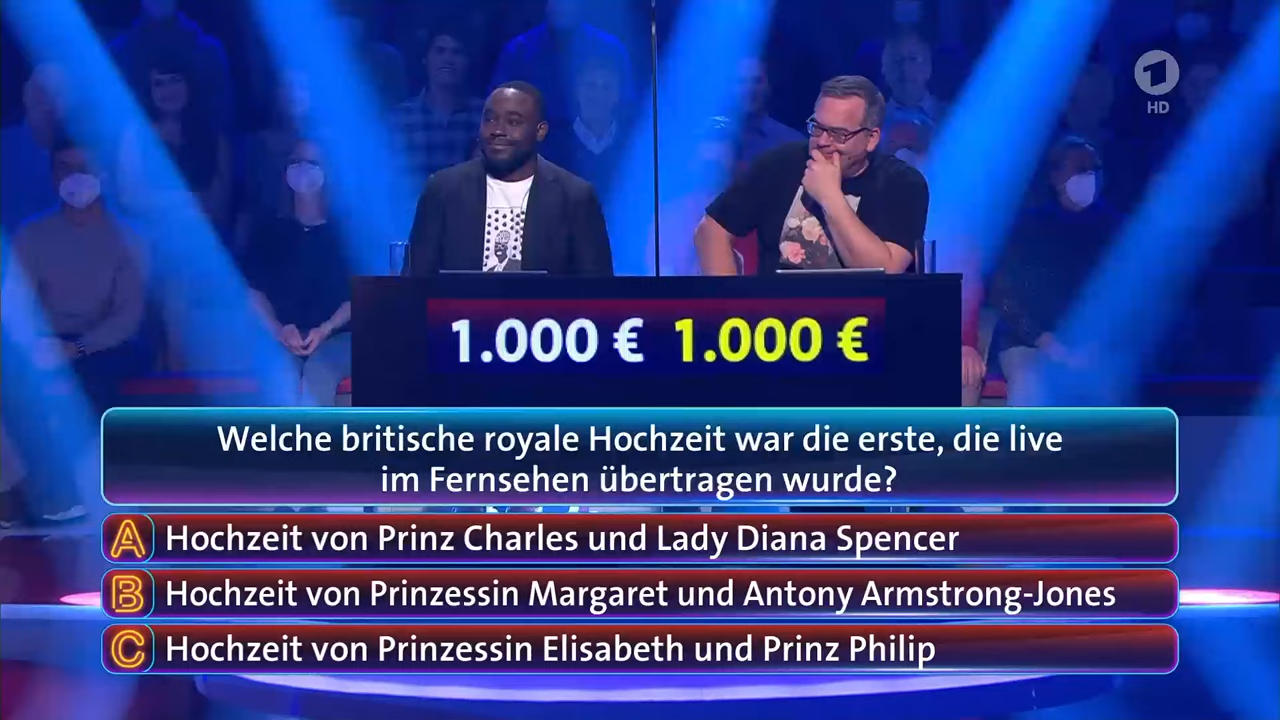 1
HD
1.000 € 1.000 €
Welche britische royale Hochzeit war die erste, die live
im Fernsehen übertragen wurde?
A Hochzeit von Prinz Charles und Lady Diana Spencer
B Hochzeit von Prinzessin Margaret und Antony Armstrong-Jones
C Hochzeit von Prinzessin Elisabeth und Prinz Philip